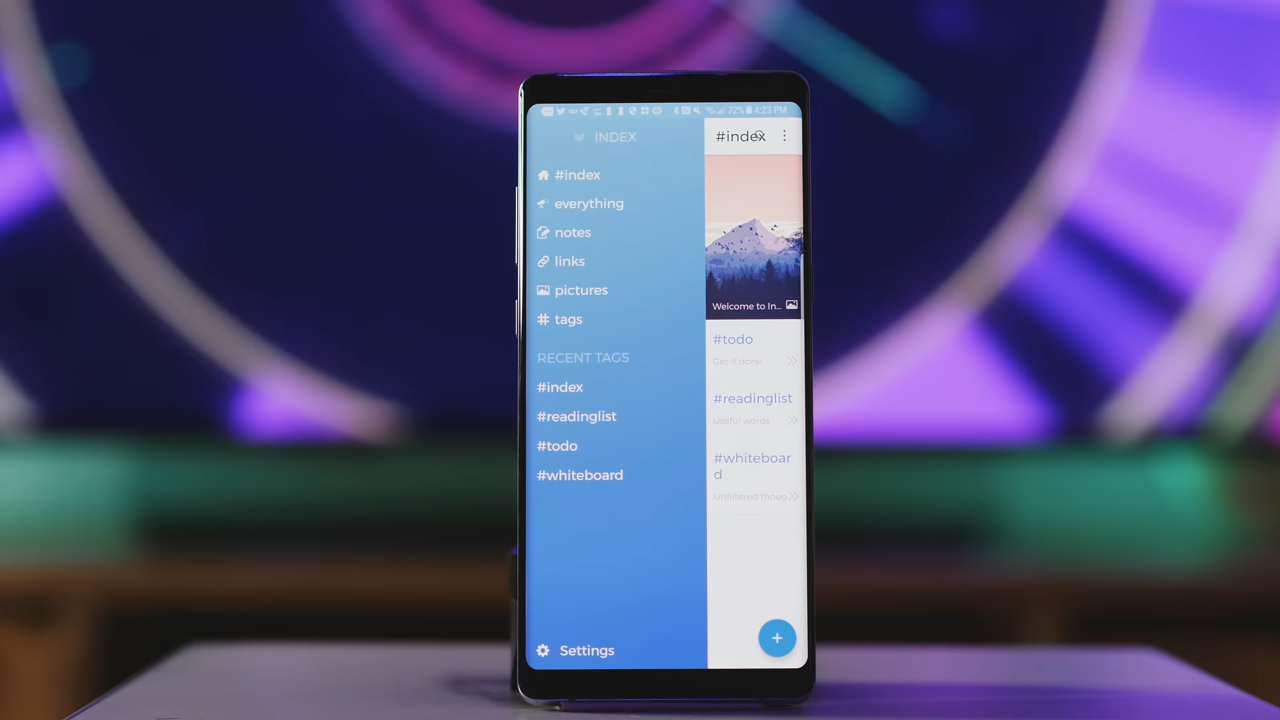 72% 4:23 PM
INDEX
#index
everything
notes
links
pictures
tags
RECENT TAGS
#index
#readinglist
#todo
#whiteboard
Settings
#index
Welcome to In...
#todo
Get it done
#readinglist
Useful words
#whiteboar
d
Unfiltered thoug